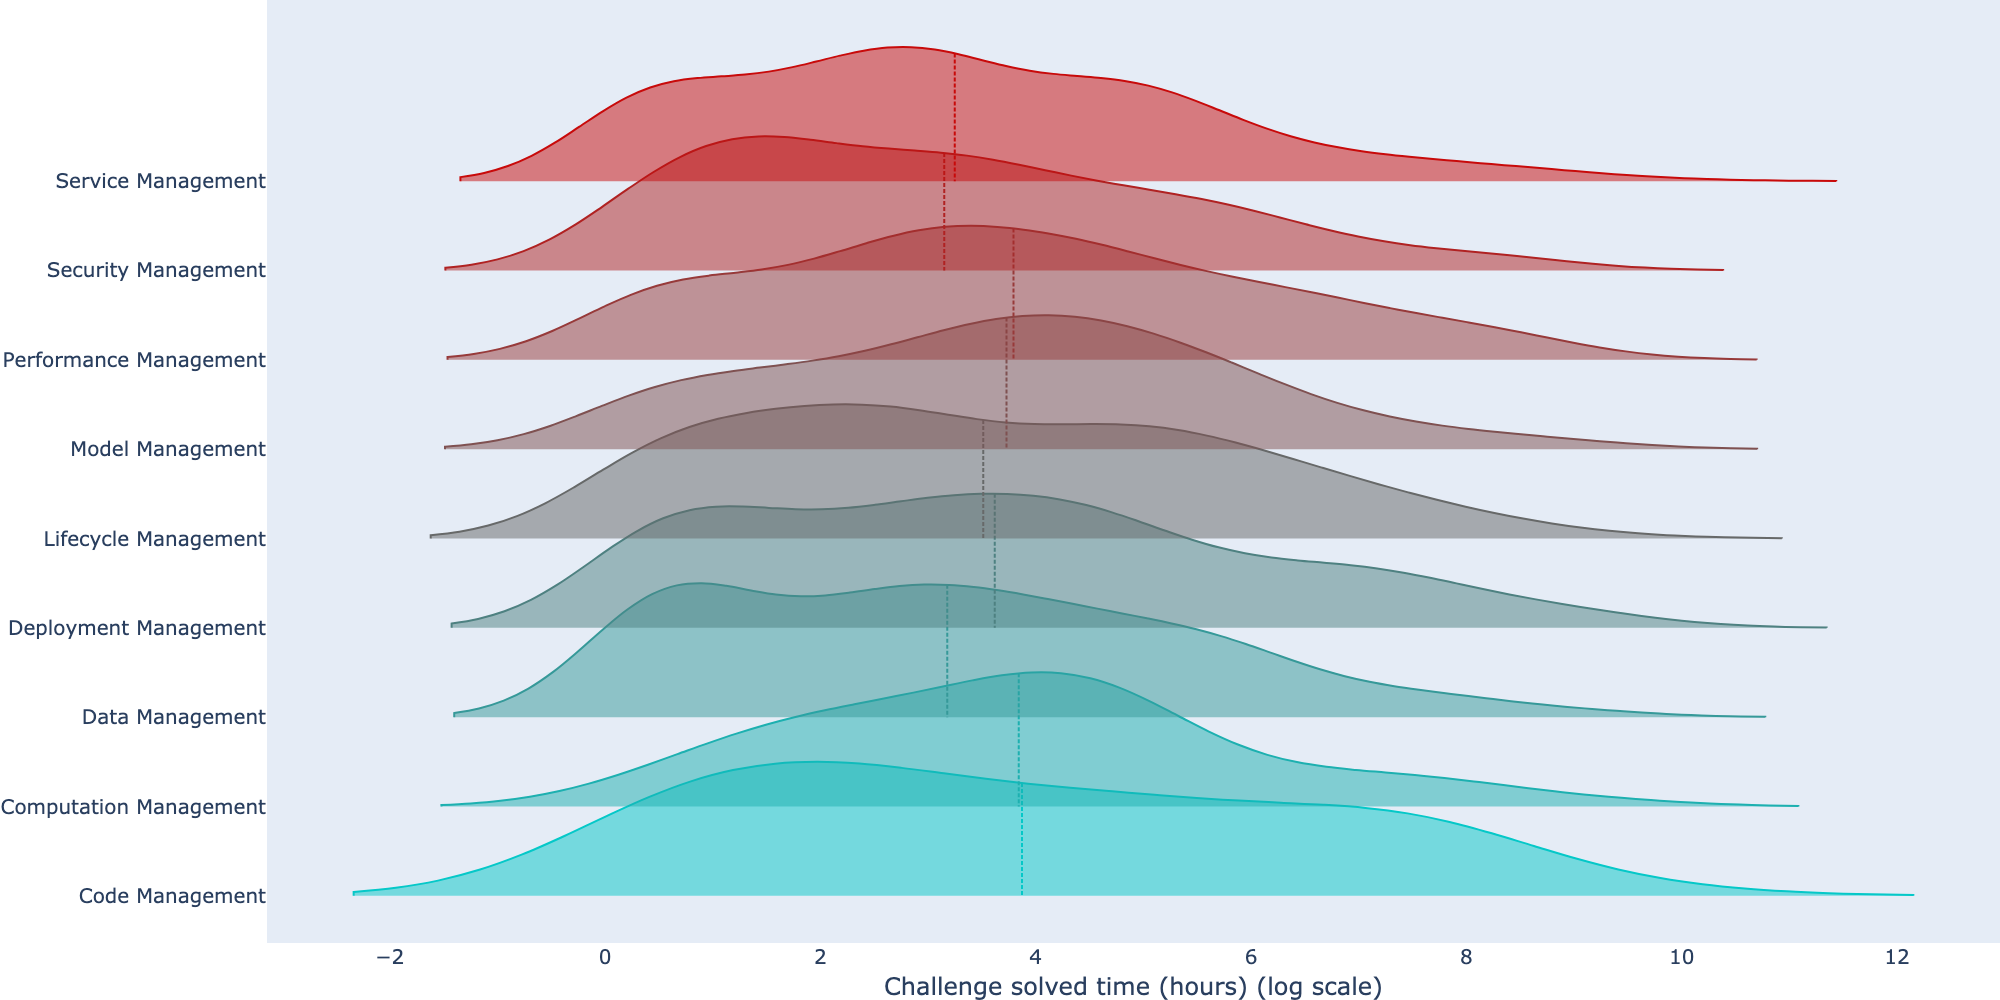 Service Management
Security Management
Performance Management
Model Management
Lifecycle Management
Deployment Management
Data Management
Computation Management
Code Management
−2 0 2 4 6 8 10 12
Challenge solved time (hours) (log scale)